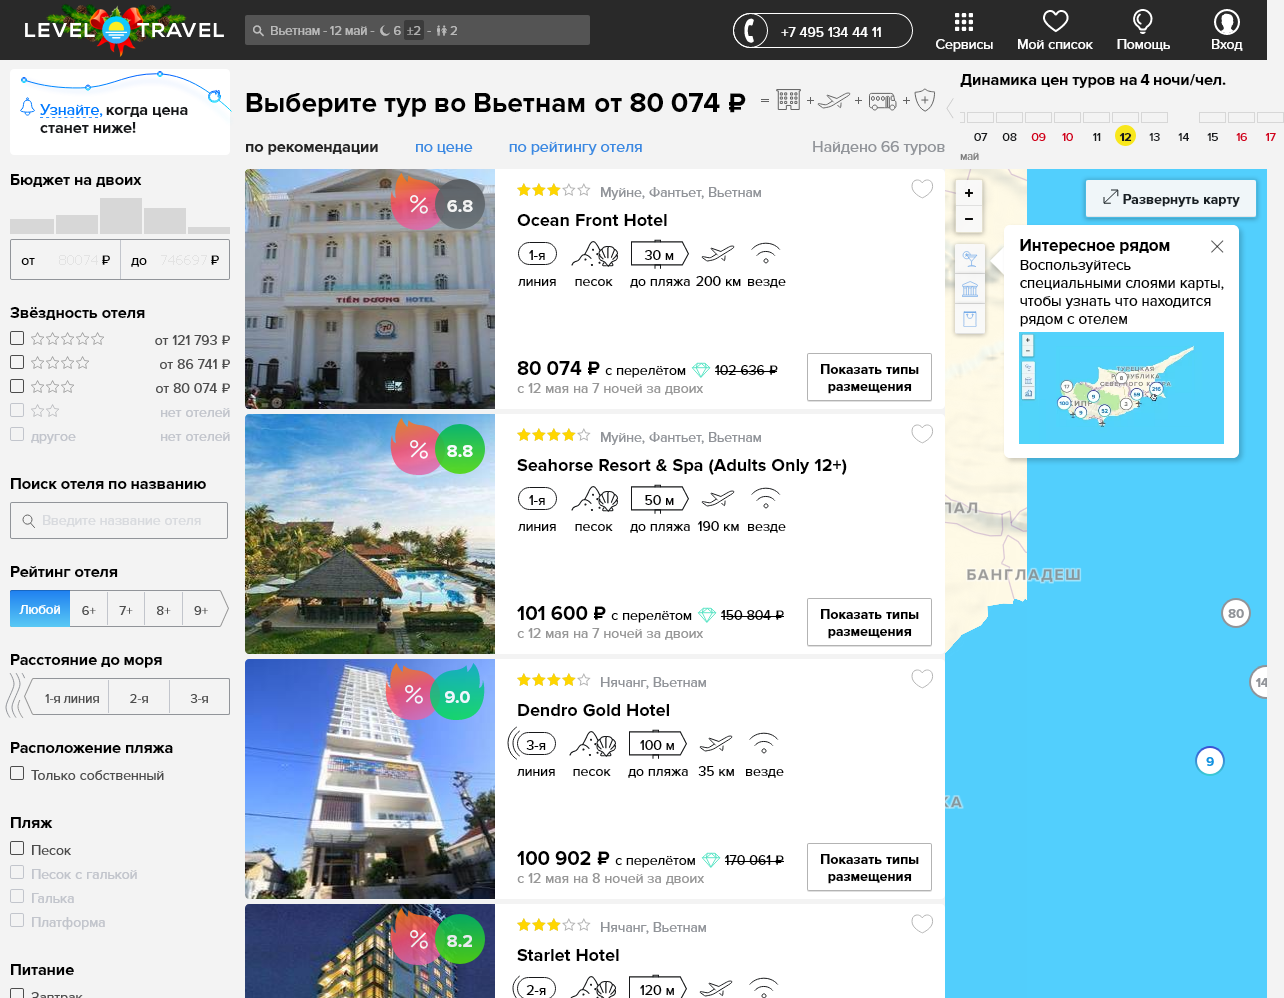 LEVEL TRAVEL
Вьетнам - 12 май - 6 ±2 - 2
+7 495 134 44 11
Сервисы
Мой список
Помощь
Вход
Узнайте, когда цена
станет ниже!
Бюджет на двоих
от 80074 ₽ до 746697 ₽
Звёздность отеля
от 121 793 ₽
от 86 741 ₽
от 80 074 ₽
нет отелей
другое нет отелей
Поиск отеля по названию
Введите название отеля
Рейтинг отеля
Любой 6+ 7+ 8+ 9+
Расстояние до моря
1-я линия 2-я 3-я
Расположение пляжа
Только собственный
Пляж
Песок
Песок с галькой
Галька
Платформа
Питание
Завтрак
Выберите тур во Вьетнам от 80 074 ₽ = + + +
по рекомендации по цене по рейтингу отеля Найдено 66 туров
% 6.8
TIẾN DƯƠNG HOTEL
Муйне, Фантьет, Вьетнам
Ocean Front Hotel
1-я 30 м
линия песок до пляжа 200 км везде
80 074 ₽ с перелётом 102 636 ₽
с 12 мая на 7 ночей за двоих
Показать типы
размещения
% 8.8
Муйне, Фантьет, Вьетнам
Seahorse Resort & Spa (Adults Only 12+)
1-я 50 м
линия песок до пляжа 190 км везде
101 600 ₽ с перелётом 150 804 ₽
с 12 мая на 7 ночей за двоих
Показать типы
размещения
% 9.0
Нячанг, Вьетнам
Dendro Gold Hotel
3-я 100 м
линия песок до пляжа 35 км везде
100 902 ₽ с перелётом 170 061 ₽
с 12 мая на 8 ночей за двоих
Показать типы
размещения
% 8.2
Нячанг, Вьетнам
Starlet Hotel
2-я 120 м
Динамика цен туров на 4 ночи/чел.
07 08 09 10 11 12 13 14 15 16 17
май
+
−
Развернуть карту
Интересное рядом
Воспользуйтесь
специальными слоями карты,
чтобы узнать что находится
рядом с отелем
ПАЛ
БАНГЛАДЕШ
80
14
9
КА